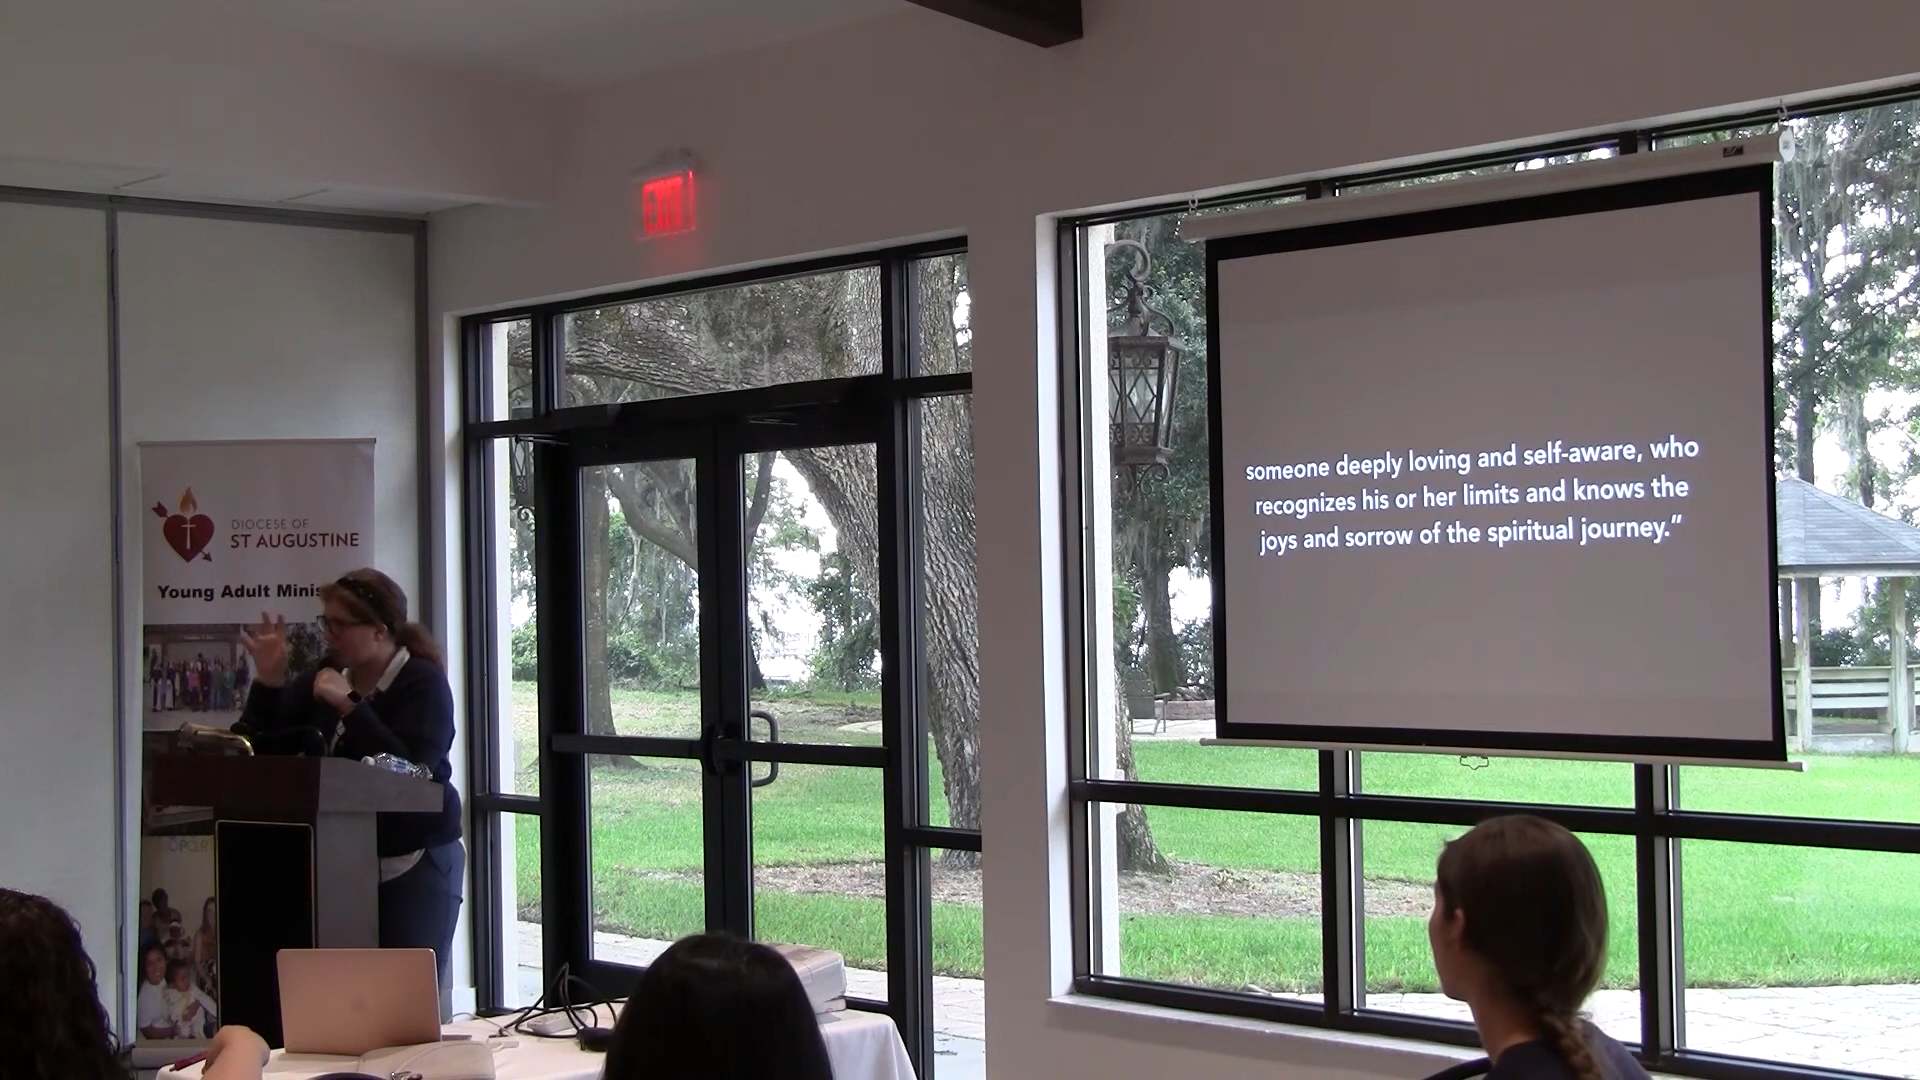 EXIT
DIOCESE OF
ST AUGUSTINE
Young Adult Minis
someone deeply loving and self-aware, who
recognizes his or her limits and knows the
joys and sorrow of the spiritual journey.”